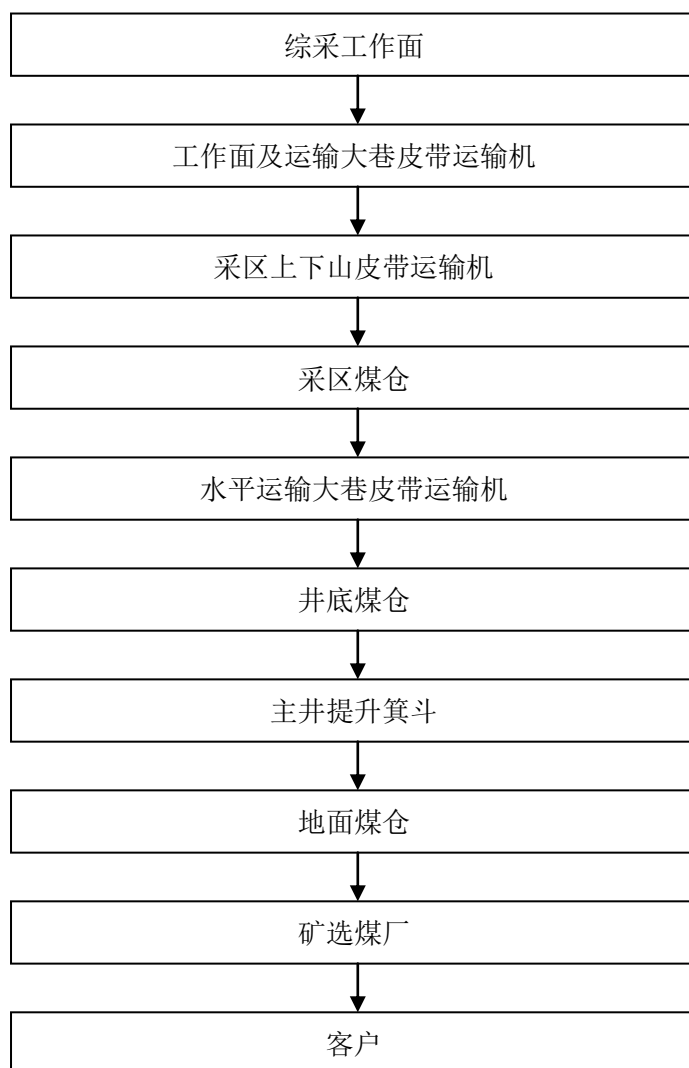 综采工作面
工作面及运输大巷皮带运输机
采区上下山皮带运输机
采区煤仓
水平运输大巷皮带运输机
井底煤仓
主井提升箕斗
地面煤仓
矿选煤厂
客户